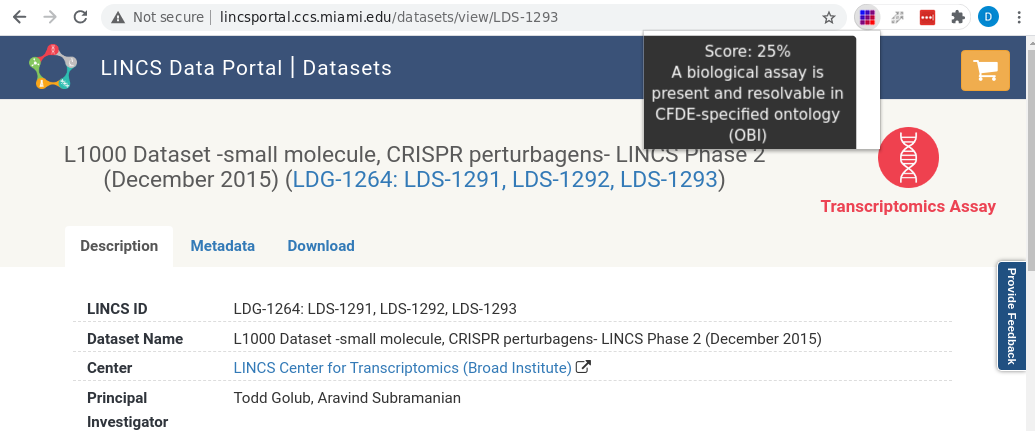 Not secure | lincsportal.ccs.miami.edu/datasets/view/LDS-1293
D
LINCS Data Portal | Datasets
Score: 25%
A biological assay is
present and resolvable in
CFDE-specified ontology
(OBI)
L1000 Dataset -small molecule, CRISPR perturbagens- LINCS Phase 2
(December 2015) (LDG-1264: LDS-1291, LDS-1292, LDS-1293)
Transcriptomics Assay
Description Metadata Download
Provide Feedback
LINCS ID LDG-1264: LDS-1291, LDS-1292, LDS-1293
Dataset Name L1000 Dataset -small molecule, CRISPR perturbagens- LINCS Phase 2 (December 2015)
Center LINCS Center for Transcriptomics (Broad Institute)
Principal Todd Golub, Aravind Subramanian
Investigator